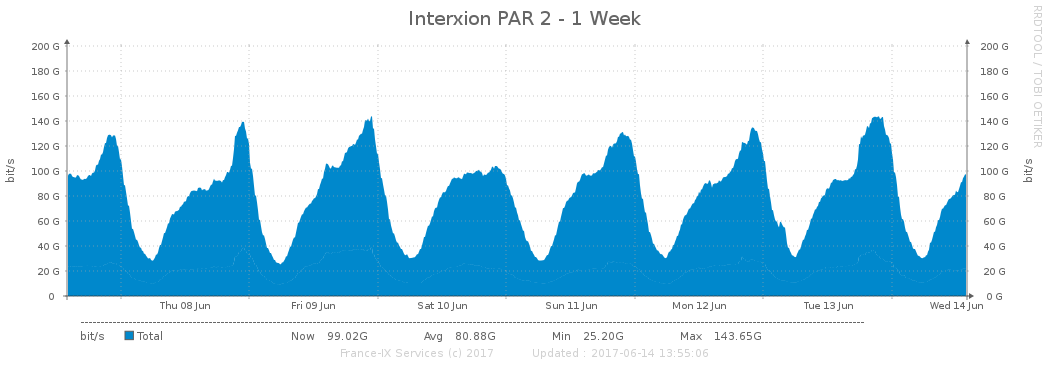 Interxion PAR 2 - 1 Week
RRDTOOL / TOBI OETIKER
bit/s
200 G
180 G
160 G
140 G
120 G
100 G
80 G
60 G
40 G
20 G
0
200 G
180 G
160 G
140 G
120 G
100 G
80 G
60 G
40 G
20 G
0 G
bit/s
Thu 08 Jun Fri 09 Jun Sat 10 Jun Sun 11 Jun Mon 12 Jun Tue 13 Jun Wed 14 Jun
bit/s Total Now 99.02G Avg 80.88G Min 25.20G Max 143.65G
France-IX Services (c) 2017 Updated : 2017-06-14 13:55:06